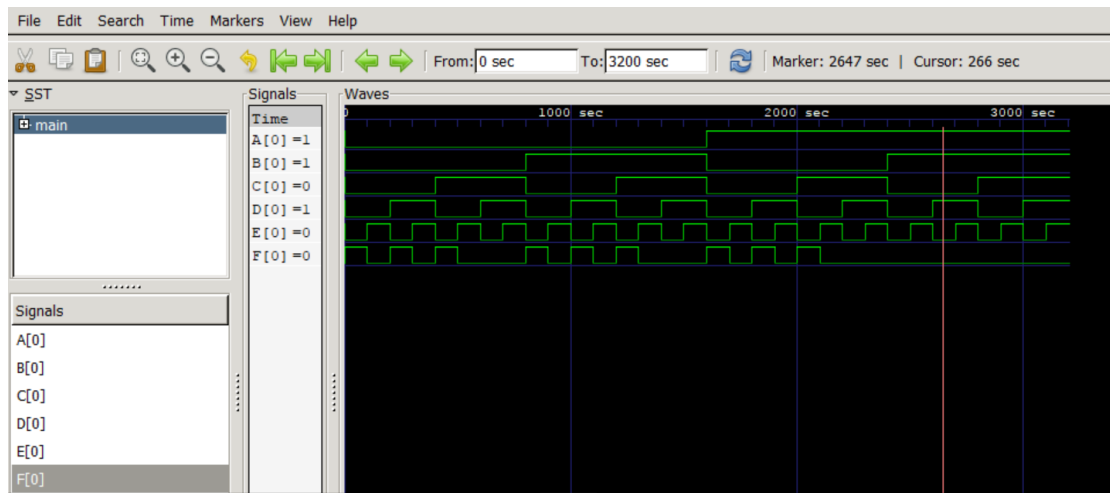 File Edit Search Time Markers View Help
From: 0 sec To: 3200 sec Marker: 2647 sec | Cursor: 266 sec
SST
main
Signals
Time
A[0] =1
B[0] =1
C[0] =0
D[0] =1
E[0] =0
F[0] =0
Waves
1000 sec 2000 sec 3000 sec
Signals
A[0]
B[0]
C[0]
D[0]
E[0]
F[0]